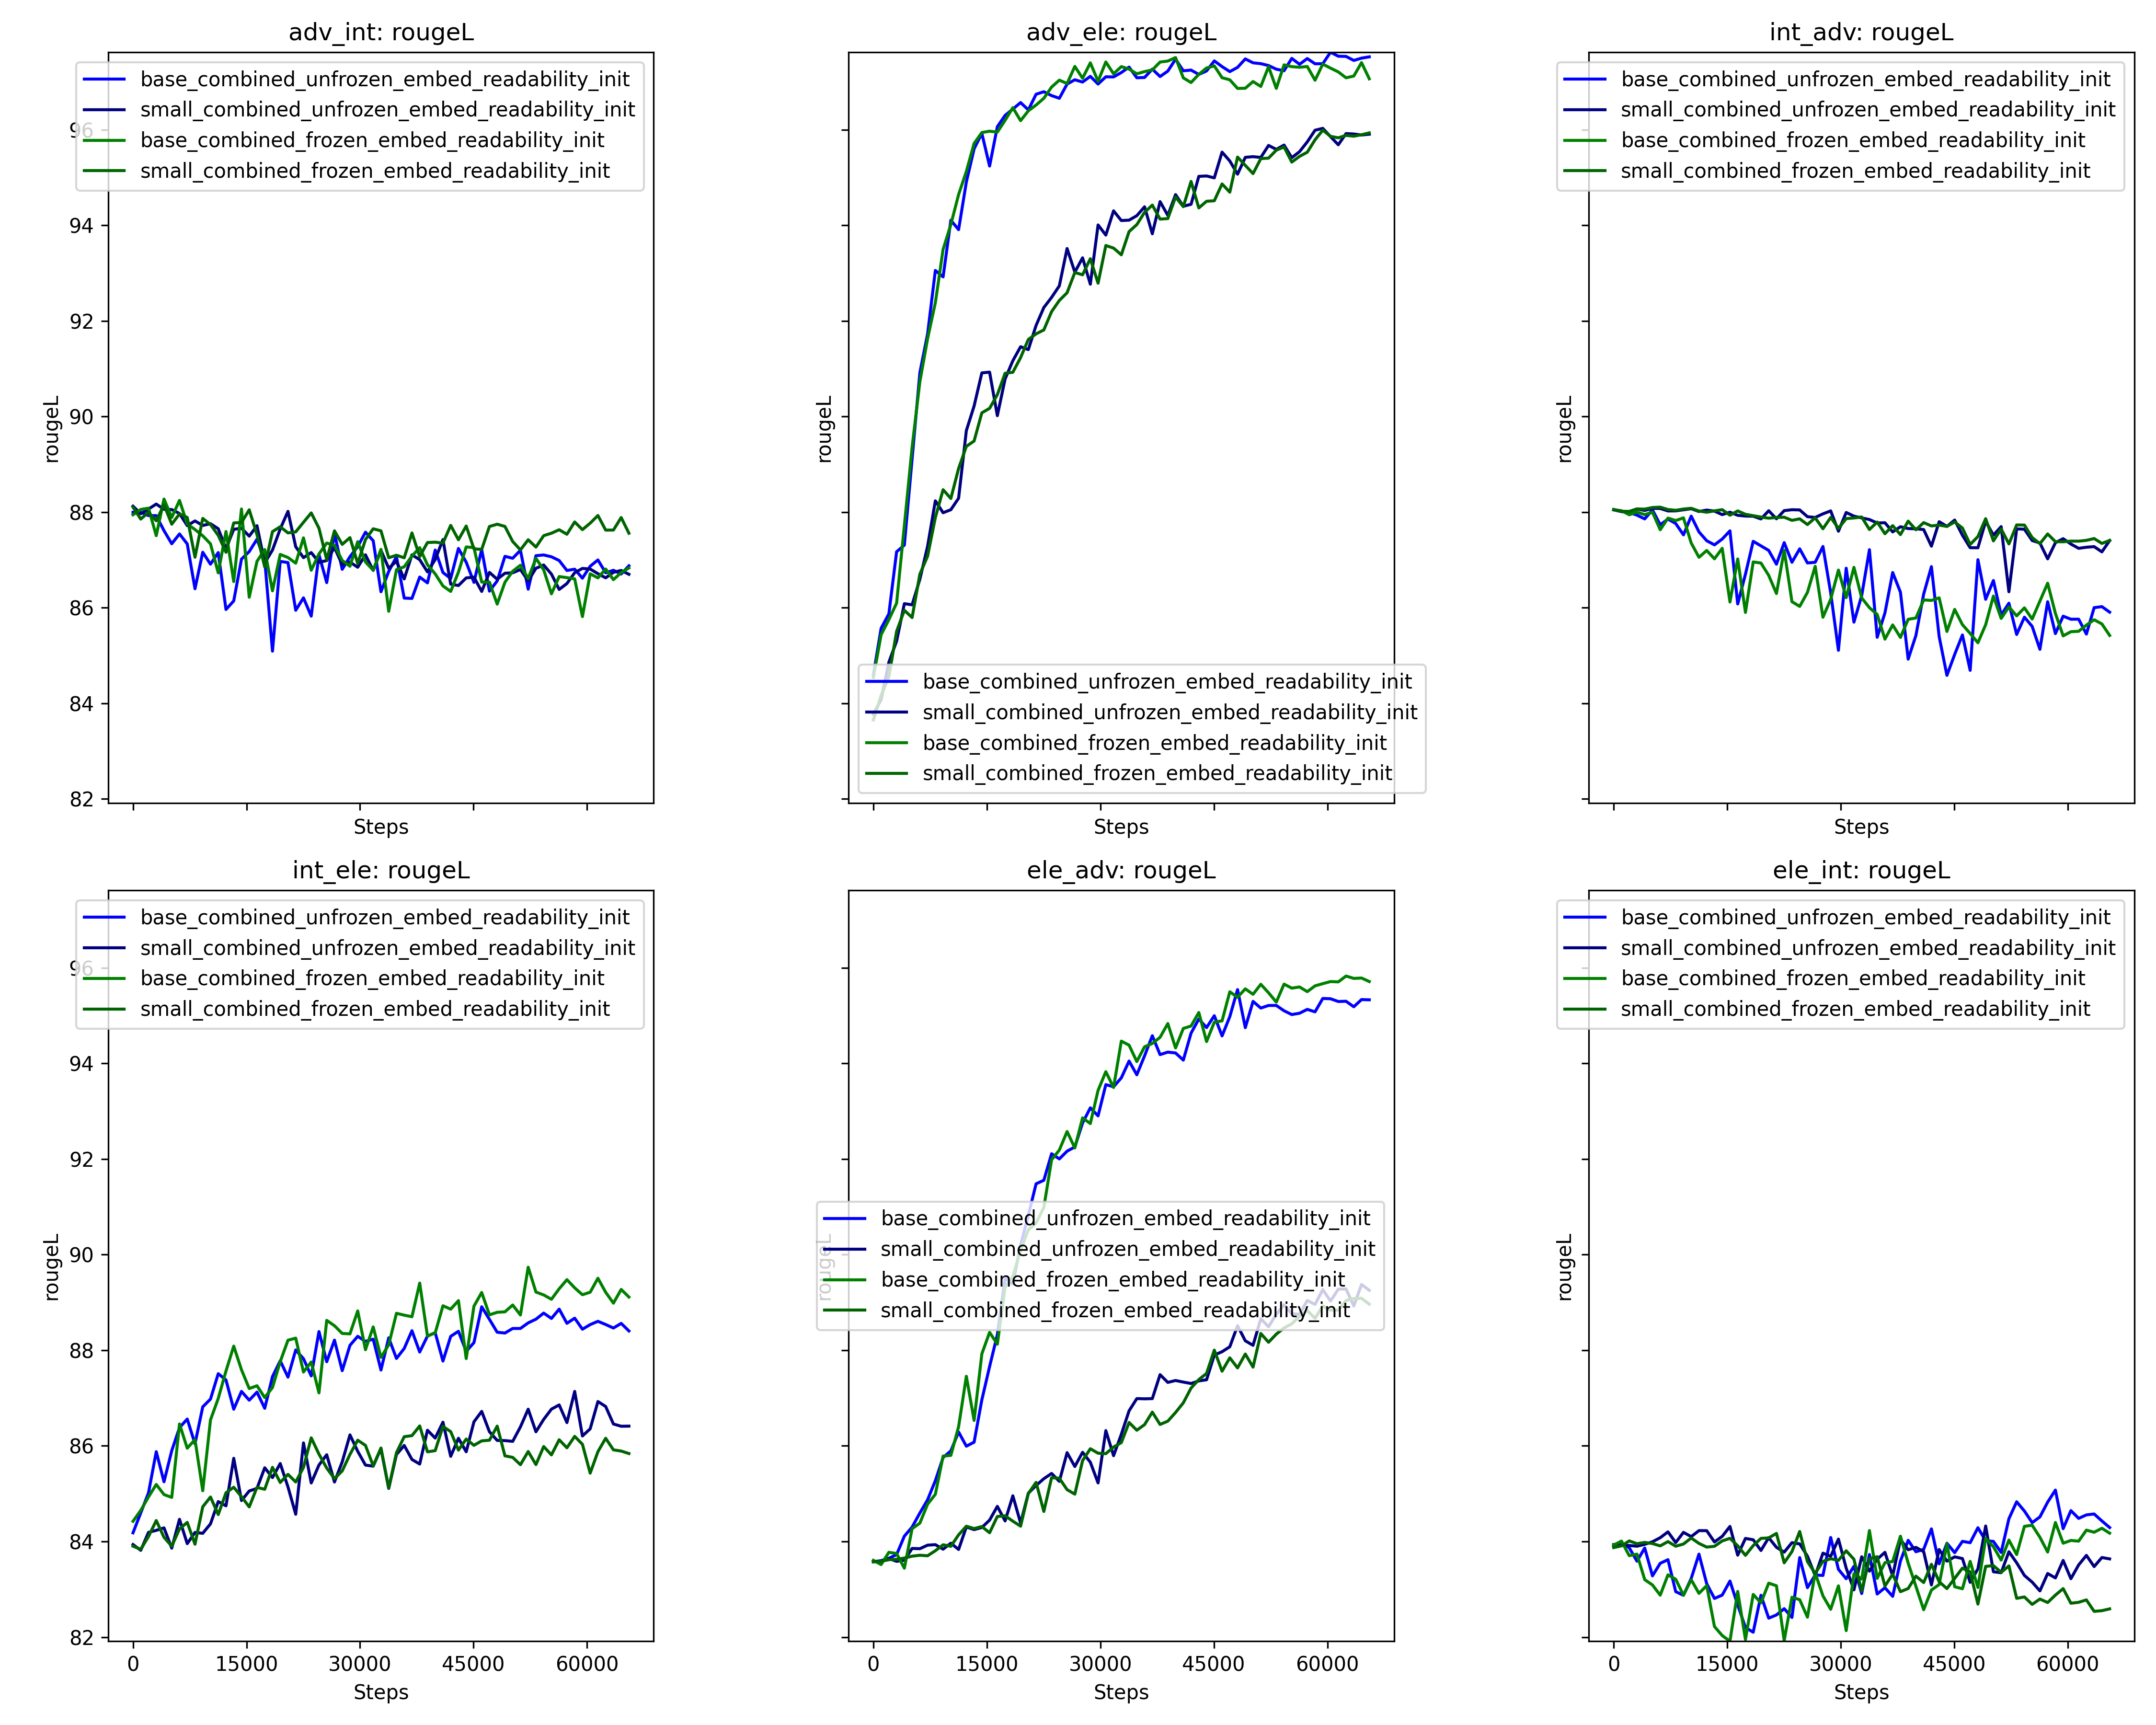 adv_int: rougeL
base_combined_unfrozen_embed_readability_init
small_combined_unfrozen_embed_readability_init
base_combined_frozen_embed_readability_init
small_combined_frozen_embed_readability_init
96
94
92
90
88
86
84
82
rougeL
Steps
adv_ele: rougeL
rougeL
base_combined_unfrozen_embed_readability_init
small_combined_unfrozen_embed_readability_init
base_combined_frozen_embed_readability_init
small_combined_frozen_embed_readability_init
Steps
int_adv: rougeL
base_combined_unfrozen_embed_readability_init
small_combined_unfrozen_embed_readability_init
base_combined_frozen_embed_readability_init
small_combined_frozen_embed_readability_init
rougeL
Steps
int_ele: rougeL
base_combined_unfrozen_embed_readability_init
small_combined_unfrozen_embed_readability_init
base_combined_frozen_embed_readability_init
small_combined_frozen_embed_readability_init
96
94
92
90
88
86
84
82
rougeL
0 15000 30000 45000 60000
Steps
ele_adv: rougeL
rougeL
base_combined_unfrozen_embed_readability_init
small_combined_unfrozen_embed_readability_init
base_combined_frozen_embed_readability_init
small_combined_frozen_embed_readability_init
0 15000 30000 45000 60000
Steps
ele_int: rougeL
base_combined_unfrozen_embed_readability_init
small_combined_unfrozen_embed_readability_init
base_combined_frozen_embed_readability_init
small_combined_frozen_embed_readability_init
rougeL
0 15000 30000 45000 60000
Steps